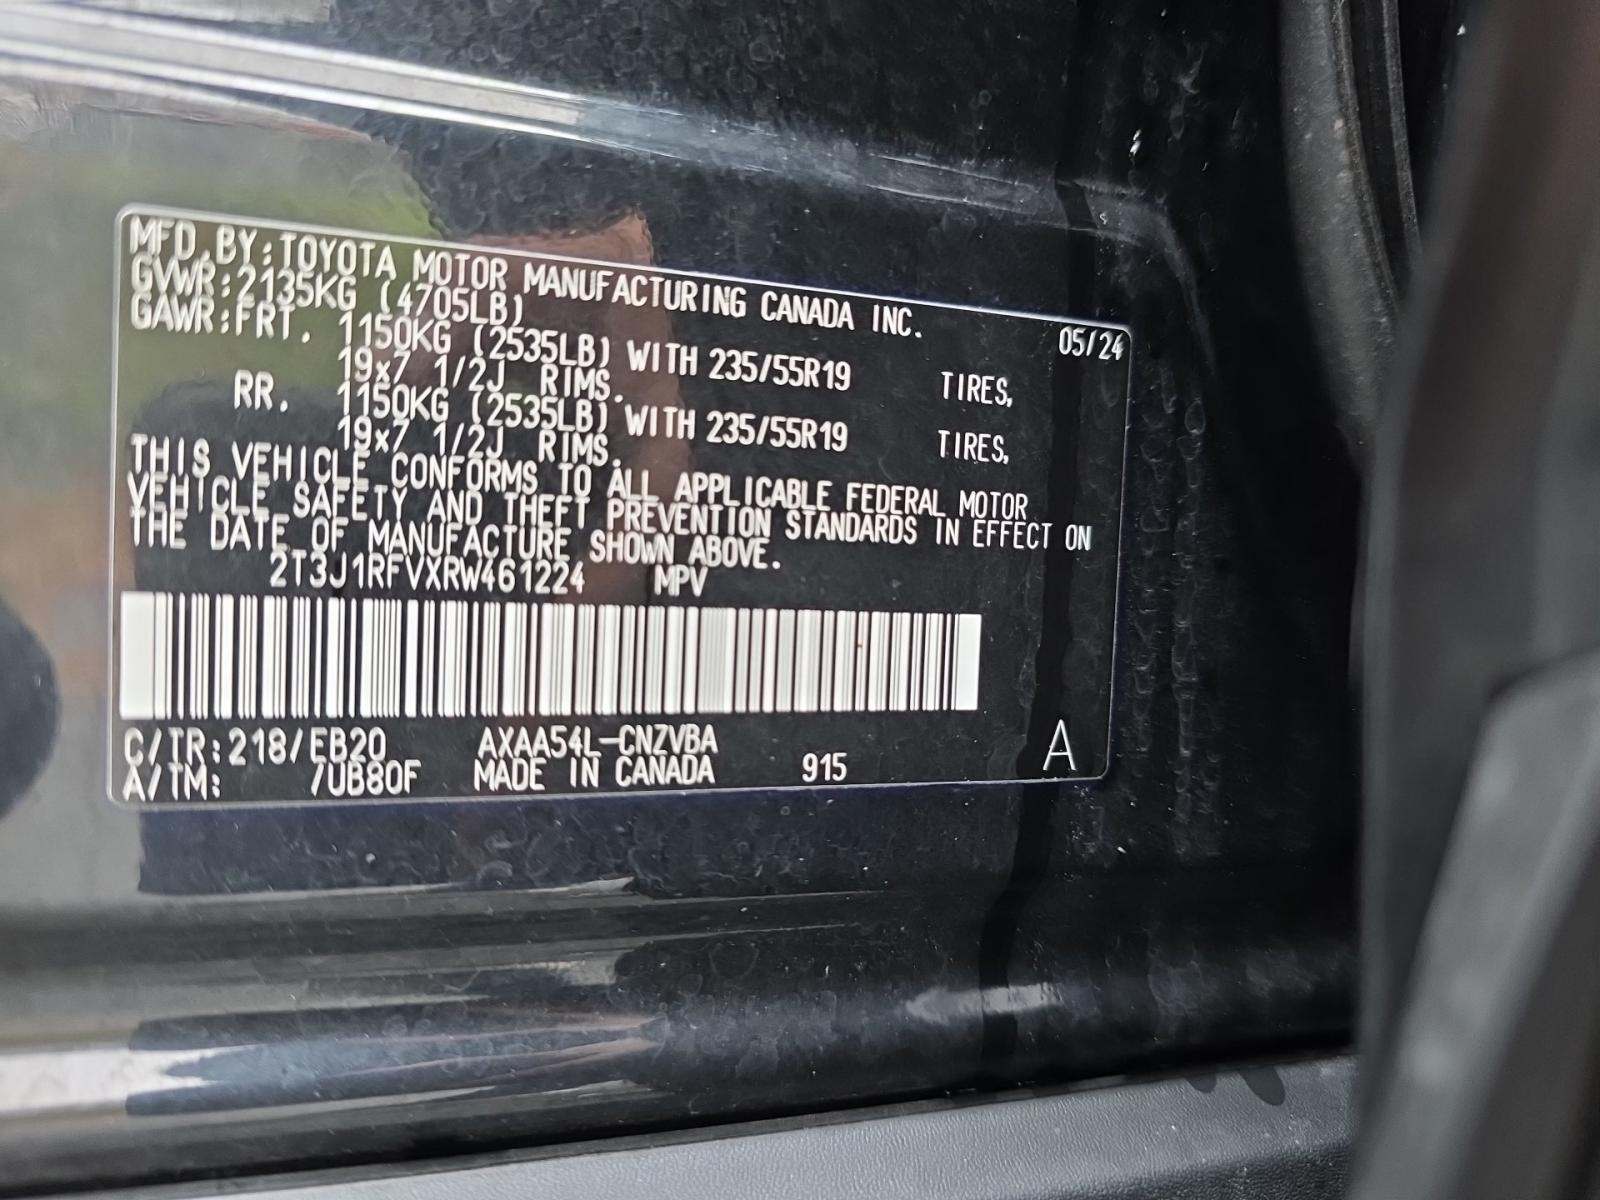 MFD.BY:TOYOTA MOTOR MANUFACTURING CANADA INC.
GVWR:2135KG (4705LB) 05/24
GAWR:FRT. 1150KG (2535LB) WITH 235/55R19 TIRES,
19x7 1/2J RIMS.
RR. 1150KG (2535LB) WITH 235/55R19 TIRES,
19x7 1/2J RIMS.
THIS VEHICLE CONFORMS TO ALL APPLICABLE FEDERAL MOTOR
VEHICLE SAFETY AND THEFT PREVENTION STANDARDS IN EFFECT ON
THE DATE OF MANUFACTURE SHOWN ABOVE.
2T3J1RFVXRW461224 MPV
C/TR:218/EB20 AXAA54L-CNZVBA
A/TM: /UB80F MADE IN CANADA 915 A